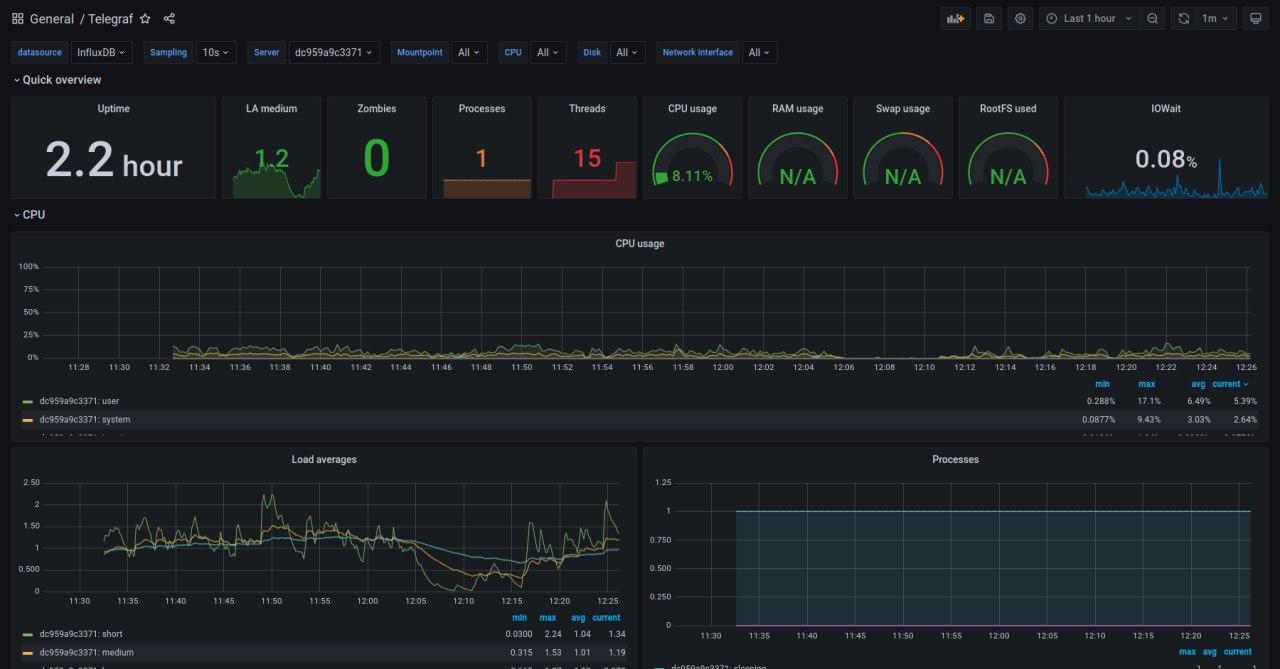 General / Telegraf
Last 1 hour
1m
datasource InfluxDB Sampling 10s Server dc959a9c3371 Mountpoint All CPU All Disk All Network interface All
Quick overview
Uptime
2.2 hour
LA medium
1.2
Zombies
0
Processes
1
Threads
15
CPU usage
8.11%
RAM usage
N/A
Swap usage
N/A
RootFS used
N/A
IOWait
0.08%
CPU
CPU usage
100%
75%
50%
25%
0%
11:28 11:30 11:32 11:34 11:36 11:38 11:40 11:42 11:44 11:46 11:48 11:50 11:52 11:54 11:56 11:58 12:00 12:02 12:04 12:06 12:08 12:10 12:12 12:14 12:16 12:18 12:20 12:22 12:24 12:26
min max avg current
dc959a9c3371: user 0.288% 17.1% 6.49% 5.39%
dc959a9c3371: system 0.0877% 9.43% 3.03% 2.64%
Load averages
2.50
2
1.50
1
0.500
0
11:30 11:35 11:40 11:45 11:50 11:55 12:00 12:05 12:10 12:15 12:20 12:25
min max avg current
dc959a9c3371: short 0.0300 2.24 1.04 1.34
dc959a9c3371: medium 0.315 1.53 1.01 1.19
Processes
1.25
1
0.750
0.500
0.250
0
11:30 11:35 11:40 11:45 11:50 11:55 12:00 12:05 12:10 12:15 12:20 12:25
max avg current
dc959a9c3371: sleeping